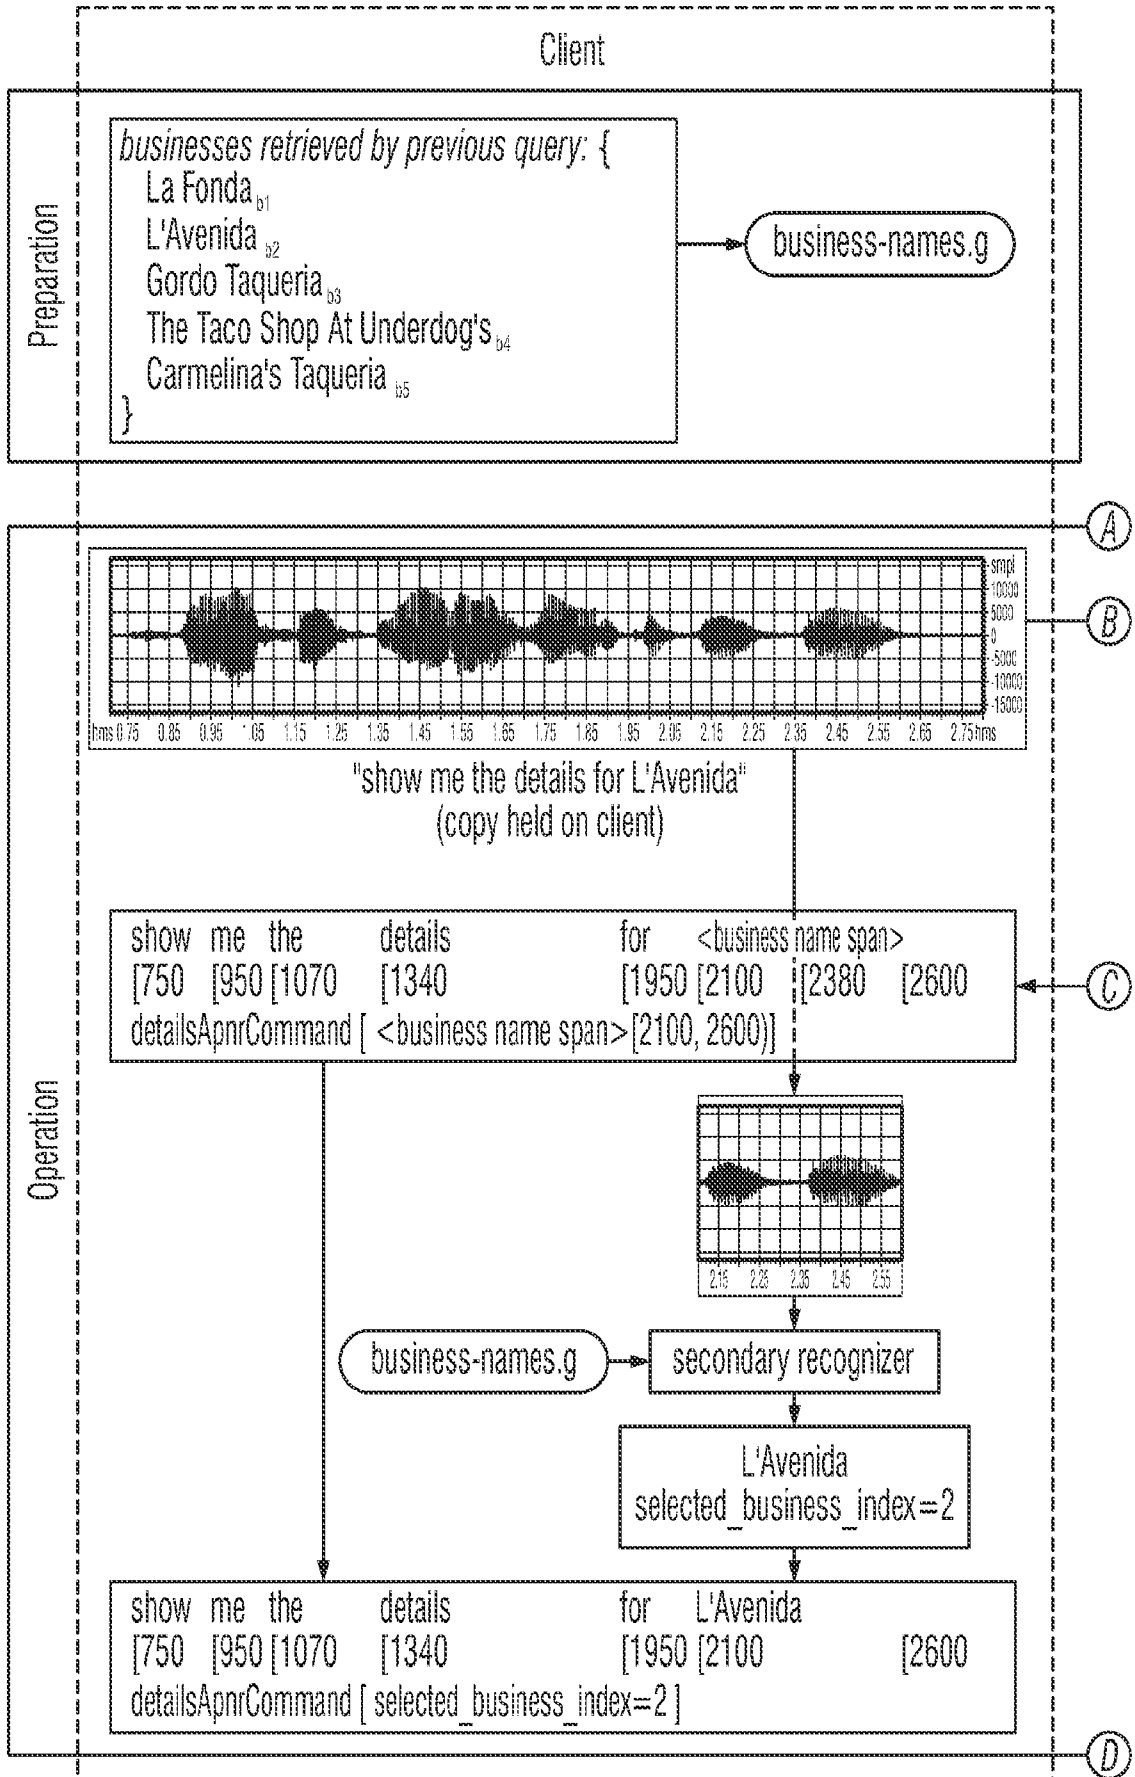 Client
Preparation
businesses retrieved by previous query: {
La Fonda b1
L'Avenida b2
Gordo Taqueria b3
The Taco Shop At Underdog's b4
Carmelina's Taqueria b5
}
business-names.g
A
Operation
smpl
10000
5000
0
-5000
-10000
-15000
hms 0.75 0.85 0.95 1.05 1.15 1.25 1.35 1.45 1.55 1.65 1.75 1.85 1.95 2.05 2.15 2.25 2.35 2.45 2.55 2.65 2.75 hms
B
"show me the details for L'Avenida"
(copy held on client)
show me the details for <business name span>
[750 [950 [1070 [1340 [1950 [2100 [2380 [2600
detailsApnrCommand [ <business name span>[2100, 2600)]
C
2.15 2.25 2.35 2.45 2.55
business-names.g
secondary recognizer
L'Avenida
selected_business_index=2
show me the details for L'Avenida
[750 [950 [1070 [1340 [1950 [2100 [2600
detailsApnrCommand [ selected_business_index=2 ]
D